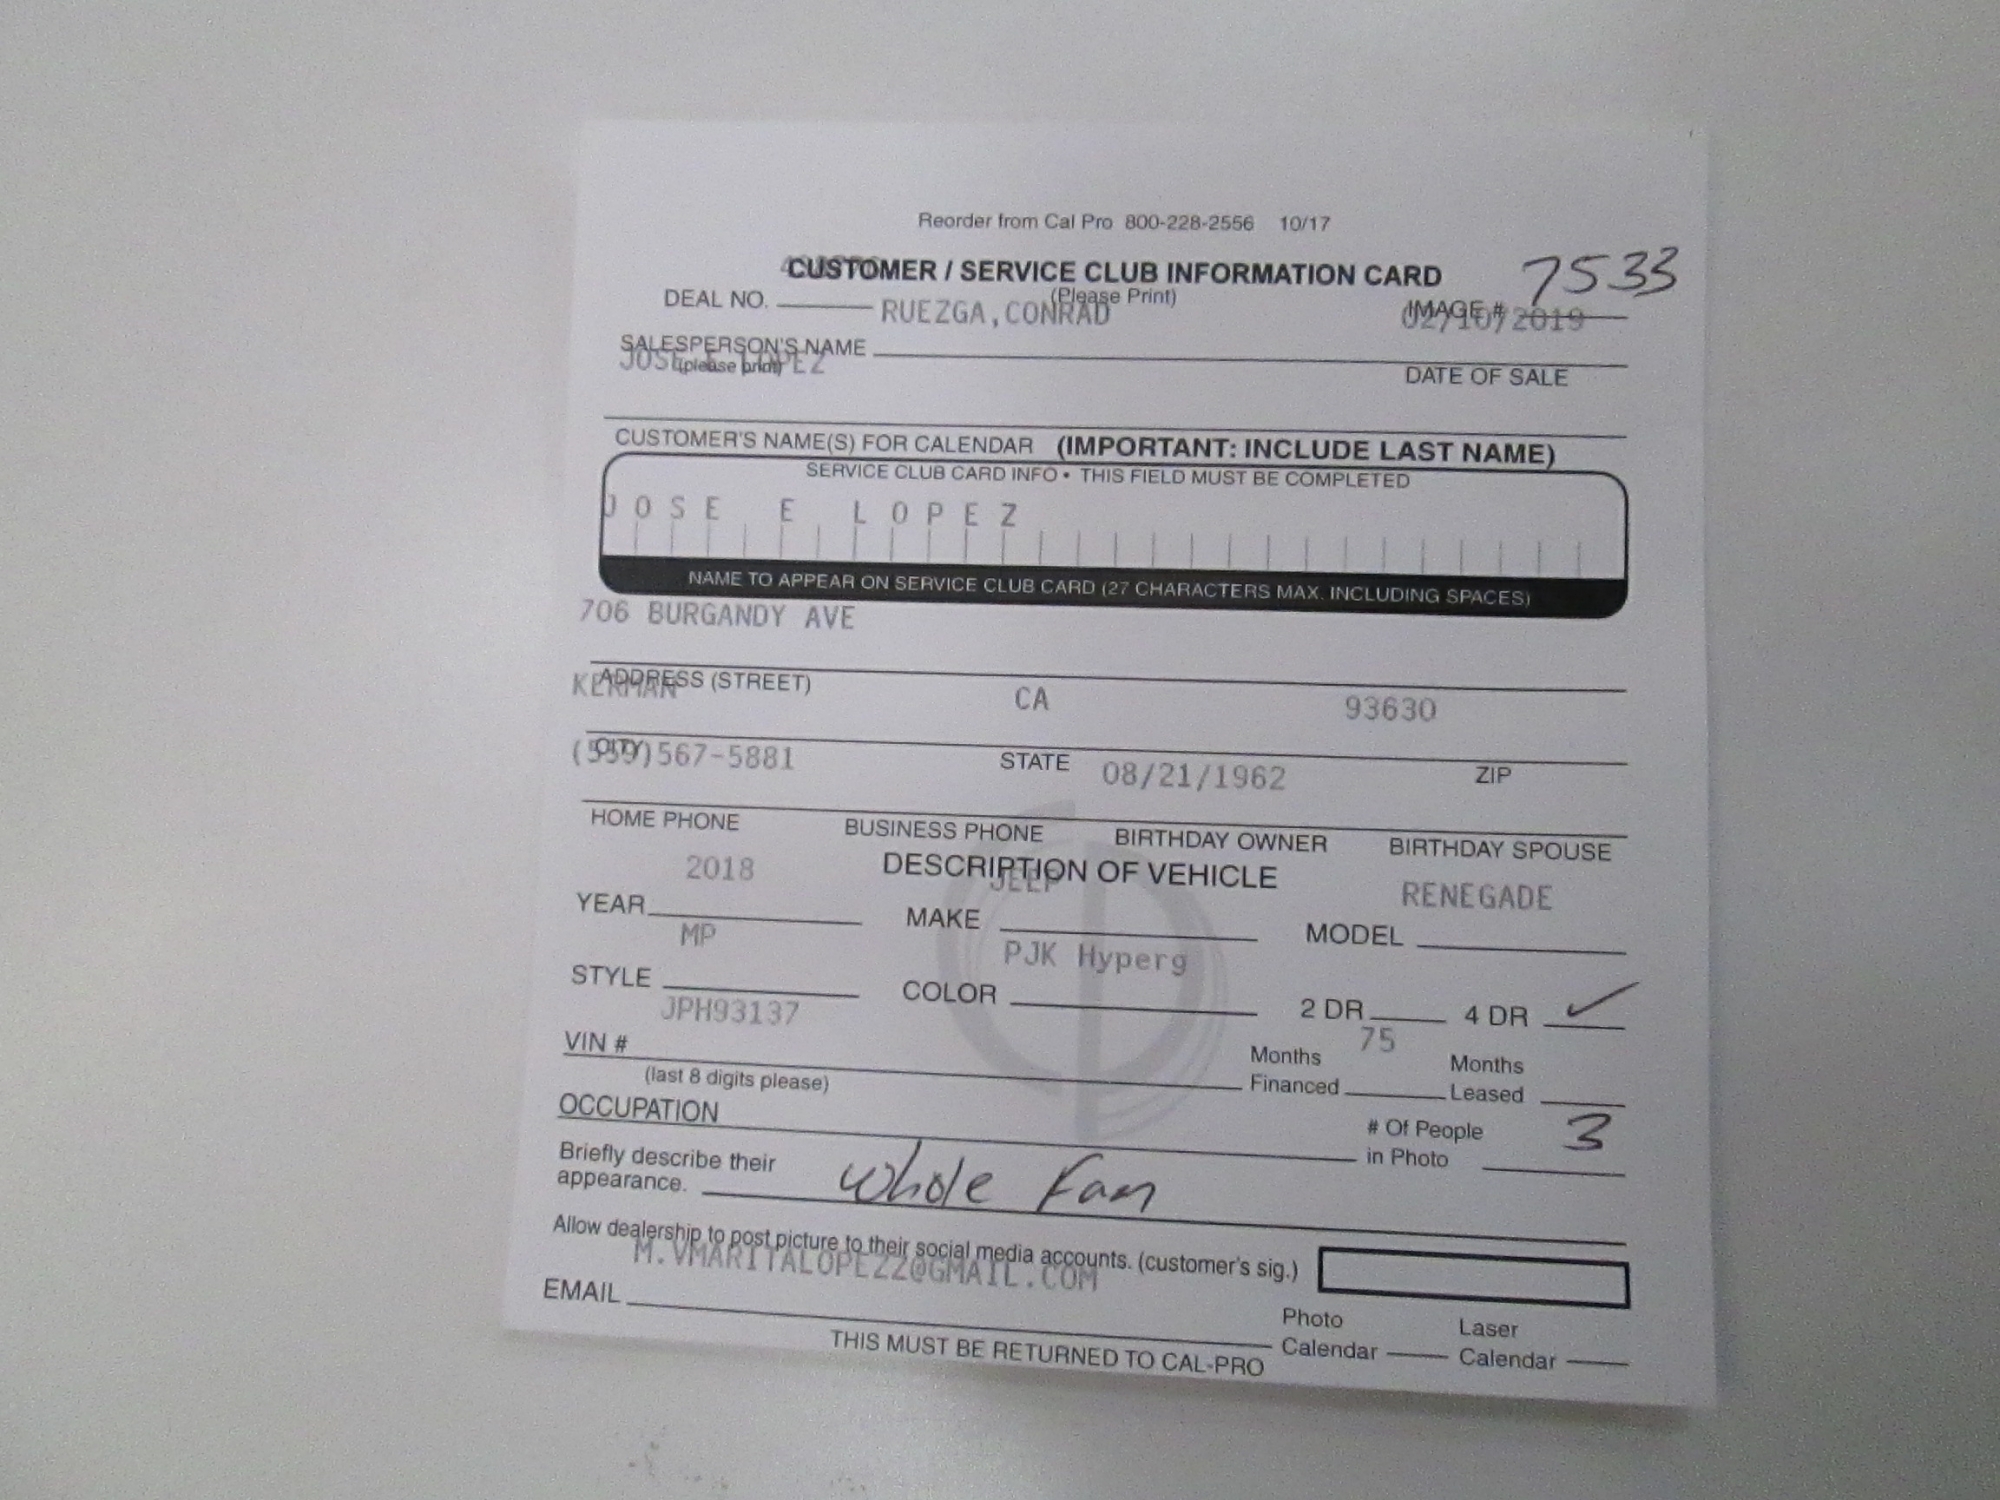 Reorder from Cal Pro 800-228-2556 10/17
CUSTOMER / SERVICE CLUB INFORMATION CARD 7533
(Please Print)
DEAL NO. RUEZGA,CONRAD IMAGE # 02/10/2019
SALESPERSON'S NAME
(please print) JOSE E LOPEZ DATE OF SALE
CUSTOMER'S NAME(S) FOR CALENDAR (IMPORTANT: INCLUDE LAST NAME)
SERVICE CLUB CARD INFO • THIS FIELD MUST BE COMPLETED
JOSE E LOPEZ
NAME TO APPEAR ON SERVICE CLUB CARD (27 CHARACTERS MAX. INCLUDING SPACES)
706 BURGANDY AVE
ADDRESS (STREET)
KERMAN CA 93630
CITY STATE ZIP
(559)567-5881 08/21/1962
HOME PHONE BUSINESS PHONE BIRTHDAY OWNER BIRTHDAY SPOUSE
DESCRIPTION OF VEHICLE
2018 JEEP RENEGADE
YEAR MAKE MODEL
MP PJK Hyperg
STYLE COLOR 2 DR 4 DR ✓
JPH93137 75
VIN # Months Financed Months Leased
(last 8 digits please)
OCCUPATION # Of People in Photo 3
Briefly describe their appearance. Whole Fam
Allow dealership to post picture to their social media accounts. (customer's sig.)
M.VMARITALOPEZZ@GMAIL.COM
EMAIL Photo Calendar Laser Calendar
THIS MUST BE RETURNED TO CAL-PRO